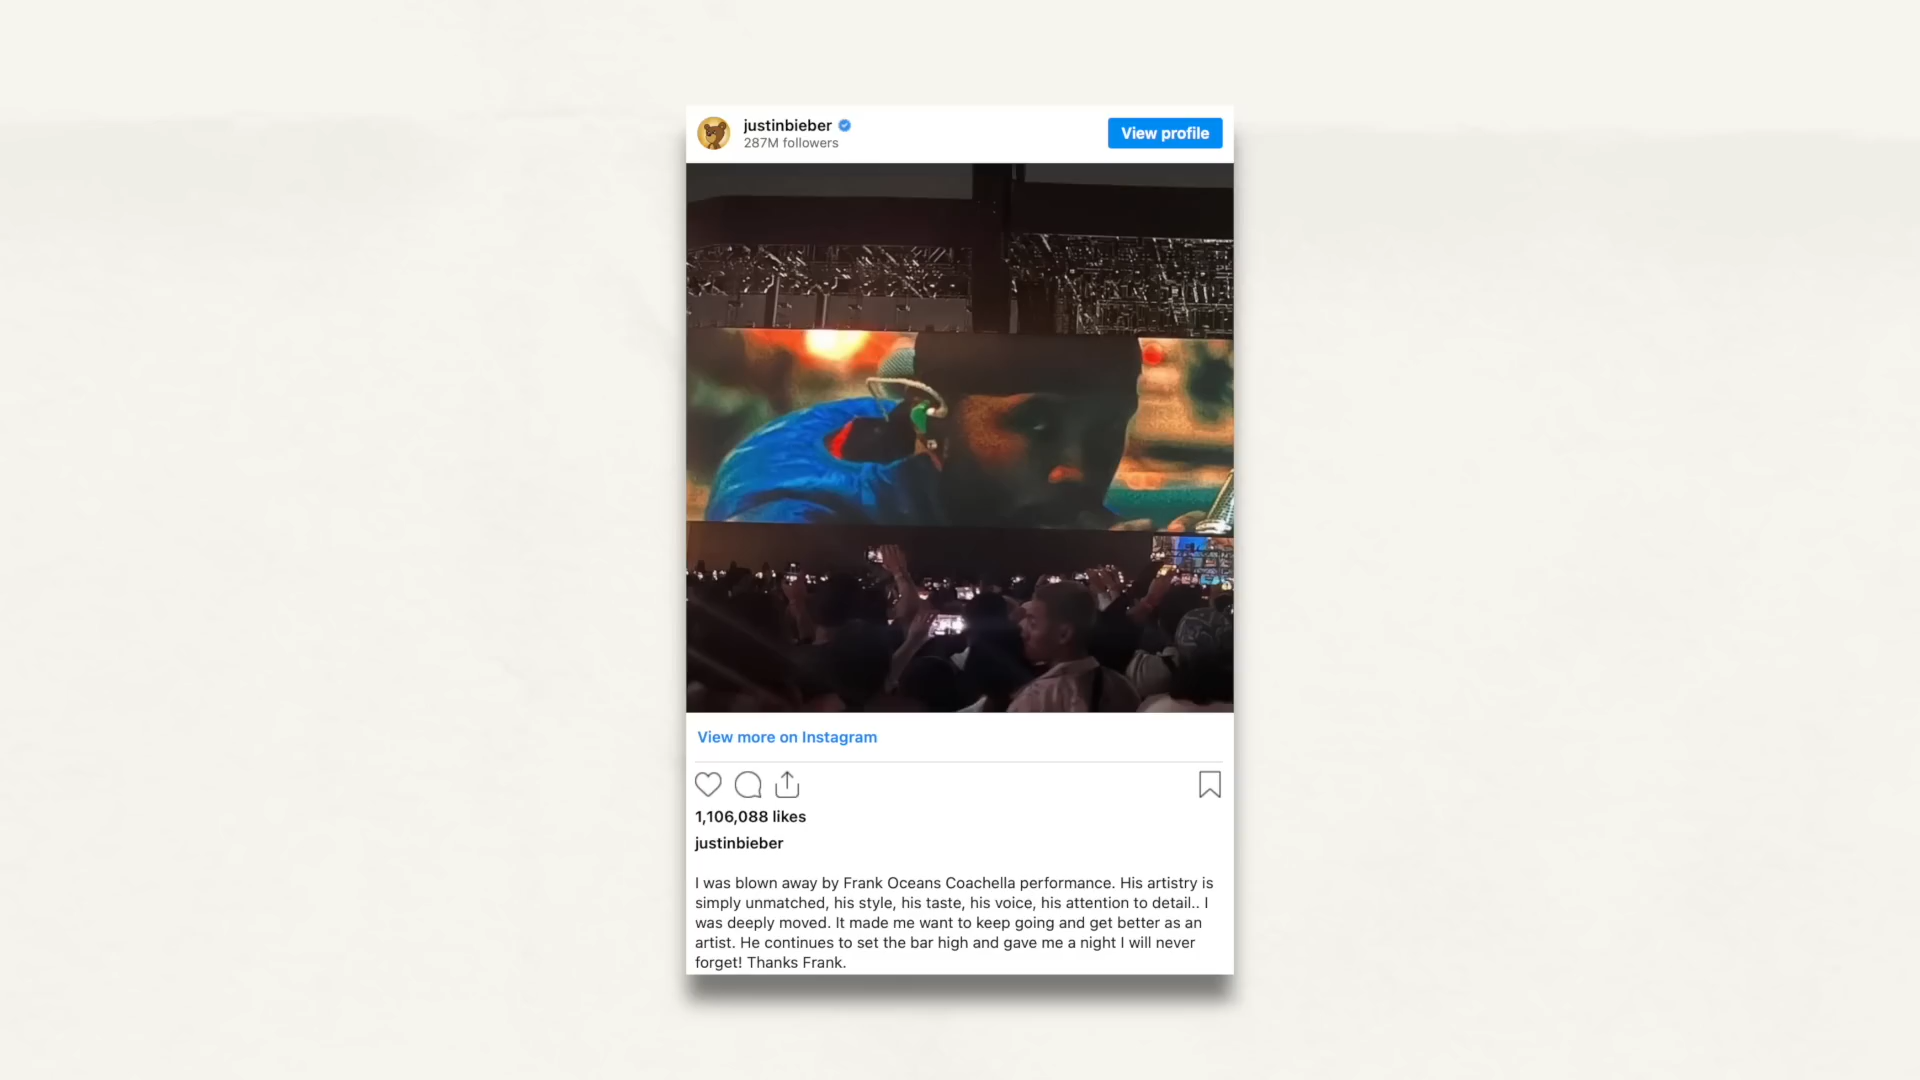 justinbieber
287M followers
View profile
View more on Instagram
1,106,088 likes
justinbieber
I was blown away by Frank Oceans Coachella performance. His artistry is
simply unmatched, his style, his taste, his voice, his attention to detail.. I
was deeply moved. It made me want to keep going and get better as an
artist. He continues to set the bar high and gave me a night I will never
forget! Thanks Frank.